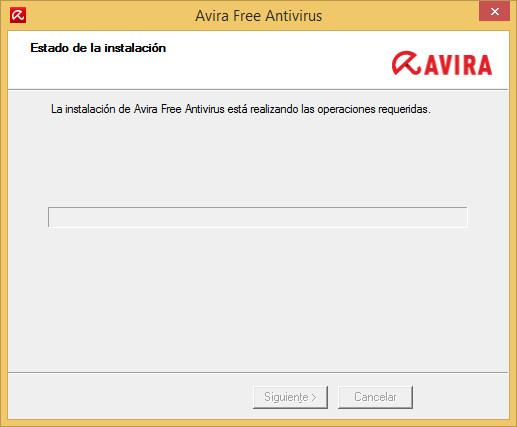 Avira Free Antivirus
Estado de la instalación
AVIRA
La instalación de Avira Free Antivirus está realizando las operaciones requeridas.
Siguiente >
Cancelar